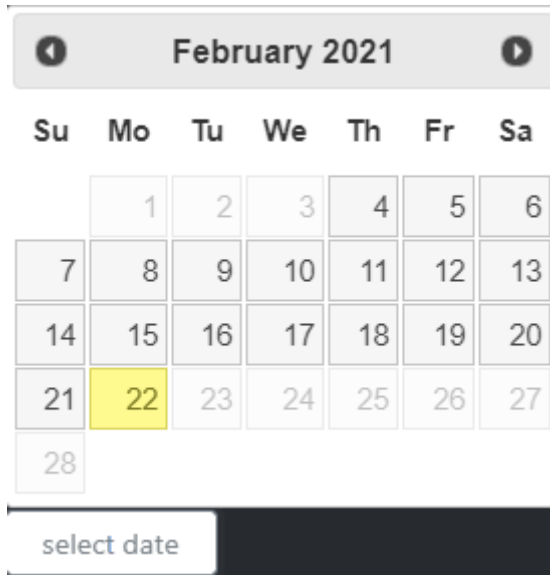 February 2021
Su Mo Tu We Th Fr Sa
1 2 3 4 5 6
7 8 9 10 11 12 13
14 15 16 17 18 19 20
21 22 23 24 25 26 27
28
select date